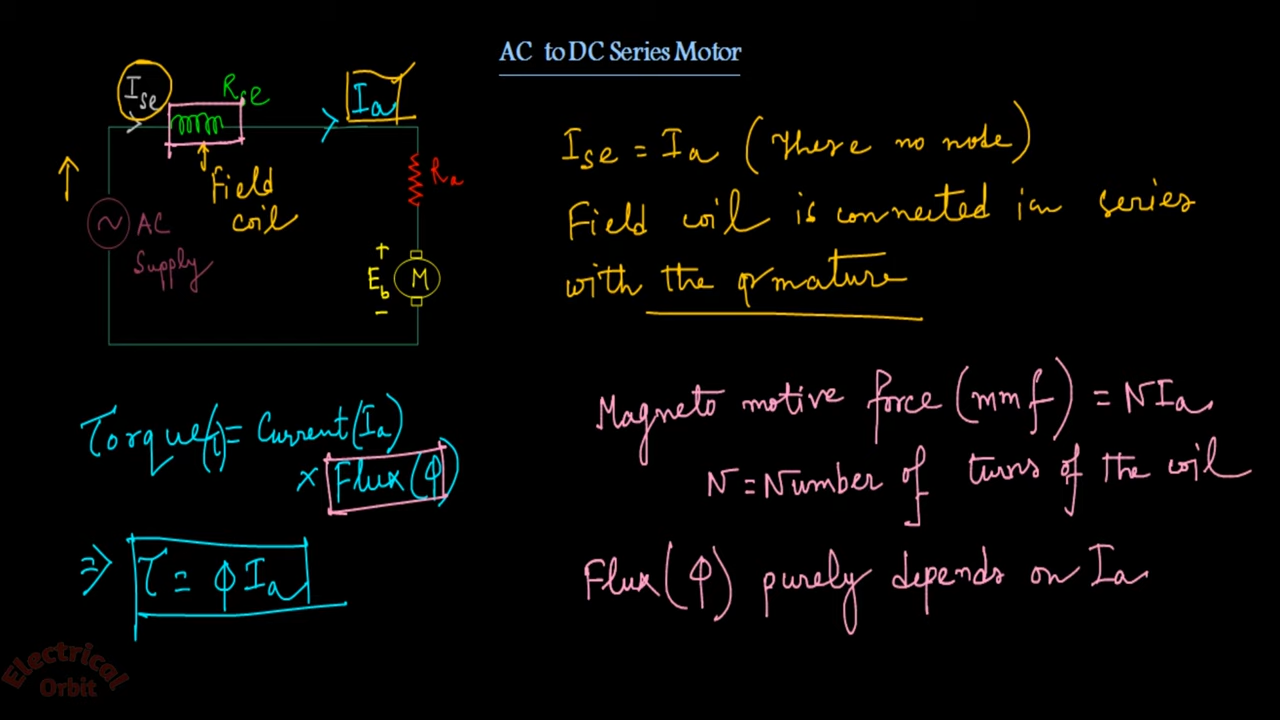 AC to DC Series Motor
Ise
Rse
Ia
Field
coil
AC
Supply
Ra
+
Eb
-
M
Ise = Ia (there no node)
Field coil is connected in series
with the armature
Torque(τ) = Current(Ia)
× Flux(φ)
⇒ τ = φ Ia
Magneto motive force (mmf) = NIa
N = Number of turns of the coil
Flux(φ) purely depends on Ia
Electrical
Orbit